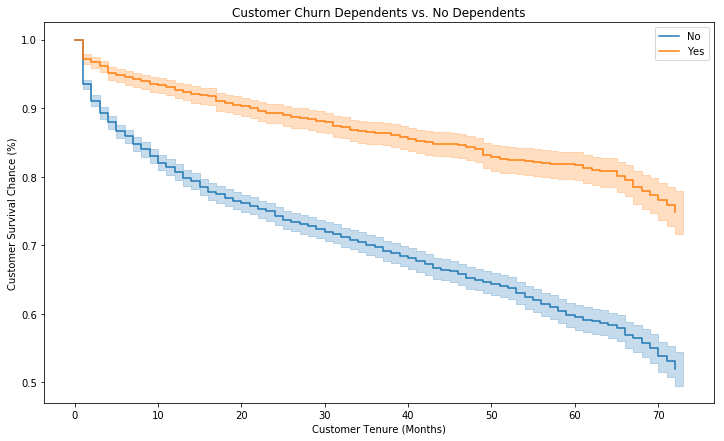 Customer Churn Dependents vs. No Dependents
No
Yes
Customer Survival Chance (%)
1.0
0.9
0.8
0.7
0.6
0.5
0 10 20 30 40 50 60 70
Customer Tenure (Months)